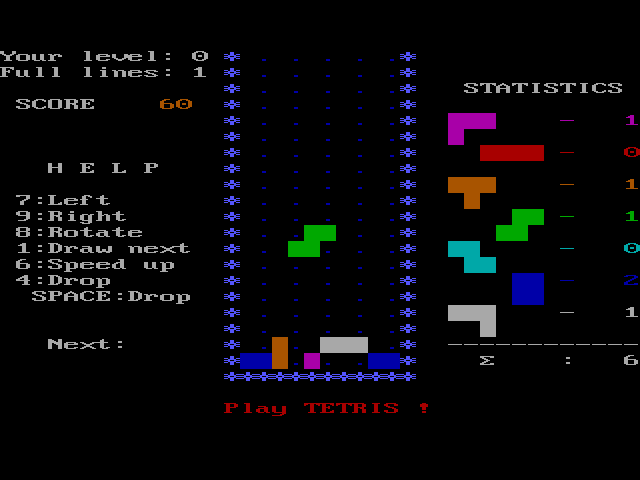 Your level: 0
Full lines: 1
SCORE 60
STATISTICS
- 1
- 0
- 1
- 1
- 0
- 2
- 1
Σ : 6
H E L P
7:Left
9:Right
8:Rotate
1:Draw next
6:Speed up
4:Drop
SPACE:Drop
Next:
Play TETRIS !